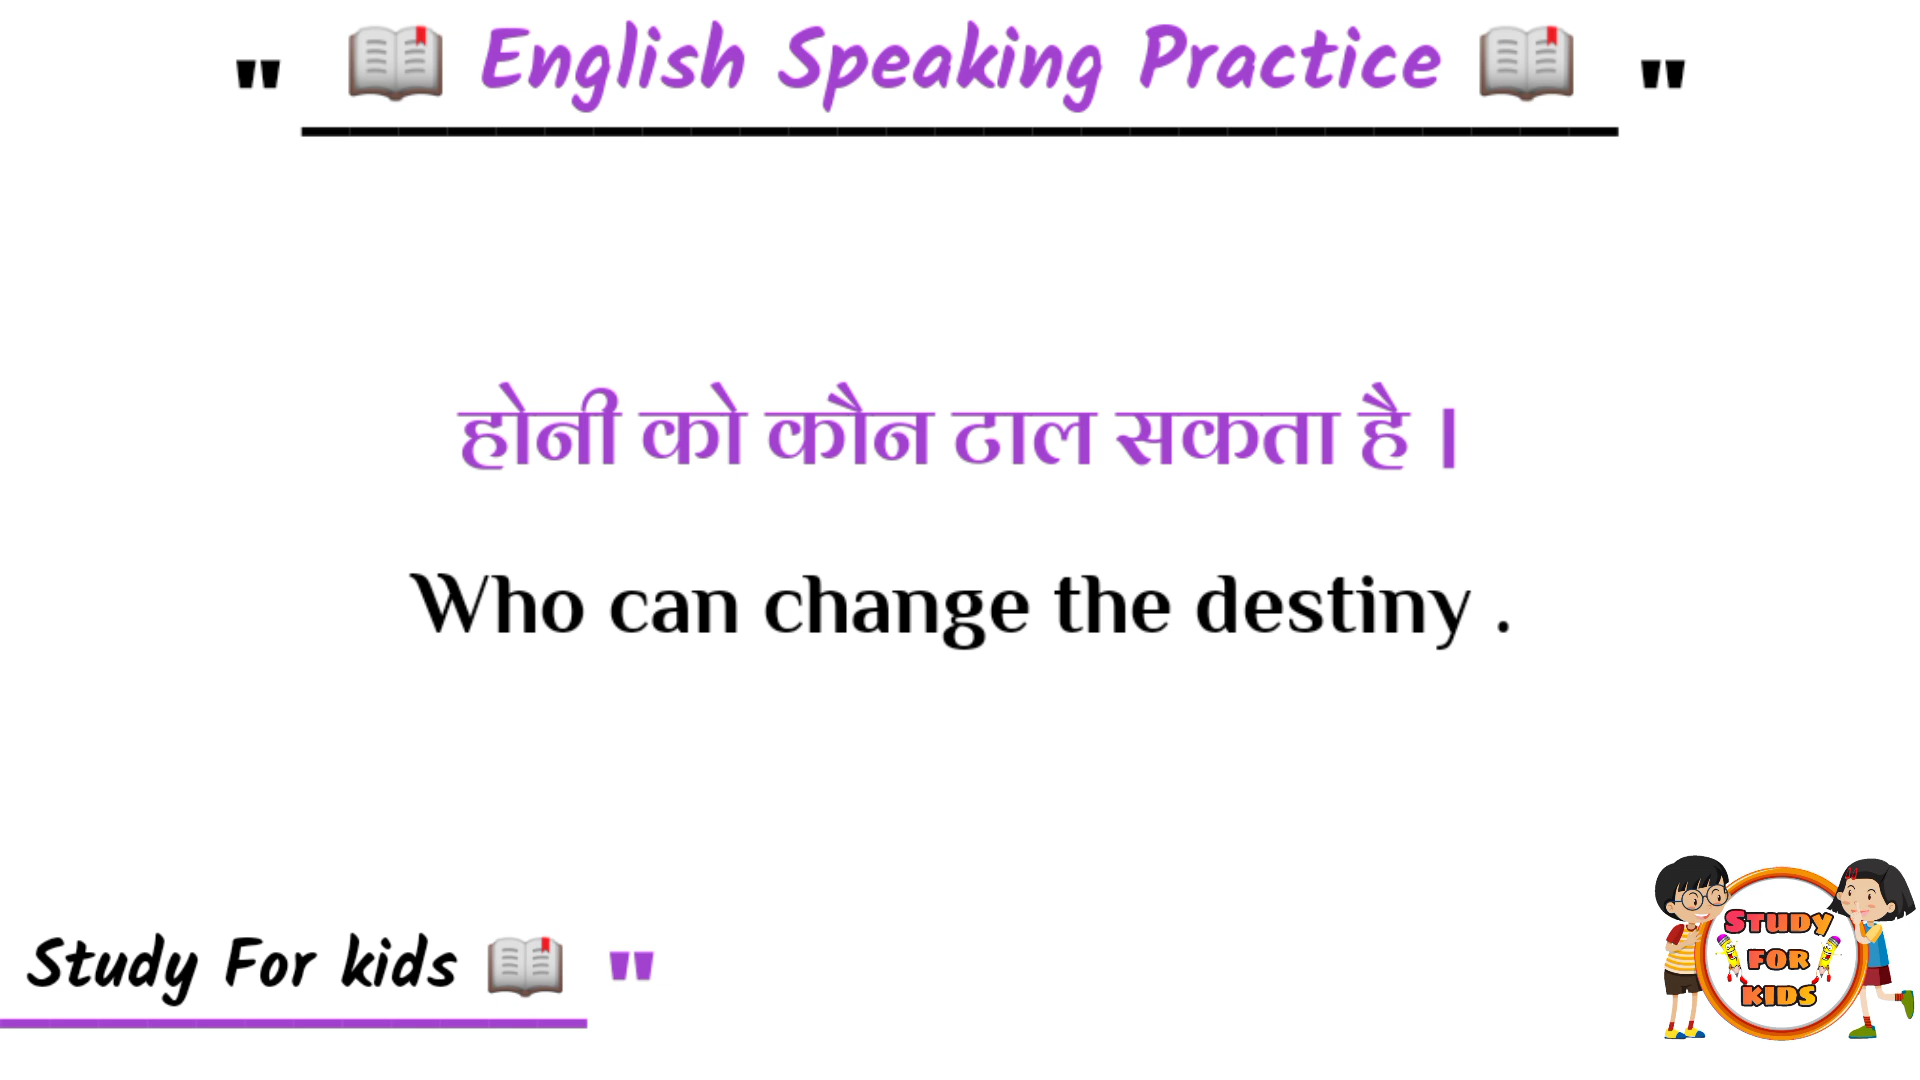 " 📖 English Speaking Practice 📖 "
होनी को कौन टाल सकता है ।
Who can change the destiny .
Study For kids 📖 "
STUDY
FOR
KIDS